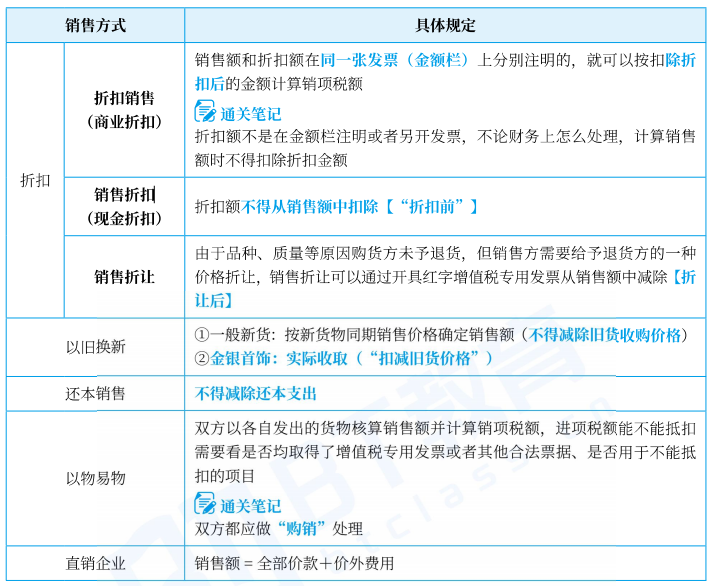 销售方式 具体规定
折扣
折扣销售
（商业折扣）
销售额和折扣额在同一张发票（金额栏）上分别注明的，就可以按扣除折
扣后的金额计算销项税额
通关笔记
折扣额不是在金额栏注明或者另开发票，不论财务上怎么处理，计算销售
额时不得扣除折扣金额
销售折扣
（现金折扣）
折扣额不得从销售额中扣除【“折扣前”】
销售折让
由于品种、质量等原因购货方未予退货，但销售方需要给予退货方的一种
价格折让，销售折让可以通过开具红字增值税专用发票从销售额中减除【折
让后】
以旧换新
①一般新货：按新货物同期销售价格确定销售额（不得减除旧货收购价格）
②金银首饰：实际收取（“扣减旧货价格”）
还本销售 不得减除还本支出
以物易物
双方以各自发出的货物核算销售额并计算销项税额，进项税额能不能抵扣
需要看是否均取得了增值税专用发票或者其他合法票据、是否用于不能抵
扣的项目
通关笔记
双方都应做“购销”处理
直销企业 销售额 = 全部价款＋价外费用